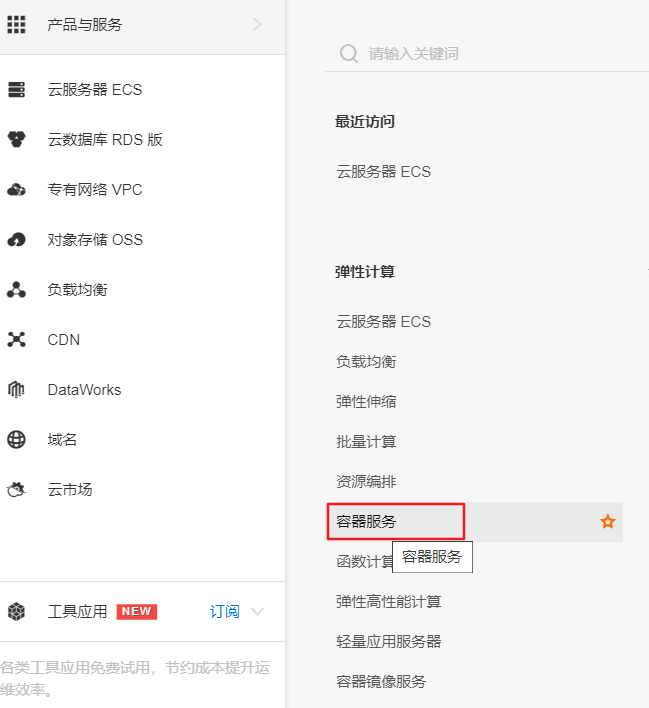 产品与服务
云服务器 ECS
云数据库 RDS 版
专有网络 VPC
对象存储 OSS
负载均衡
CDN
DataWorks
域名
云市场
工具应用 NEW 订阅
各类工具应用免费试用，节约成本提升运
维效率。
请输入关键词
最近访问
云服务器 ECS
弹性计算
云服务器 ECS
负载均衡
弹性伸缩
批量计算
资源编排
容器服务
函数计算
容器服务
弹性高性能计算
轻量应用服务器
容器镜像服务